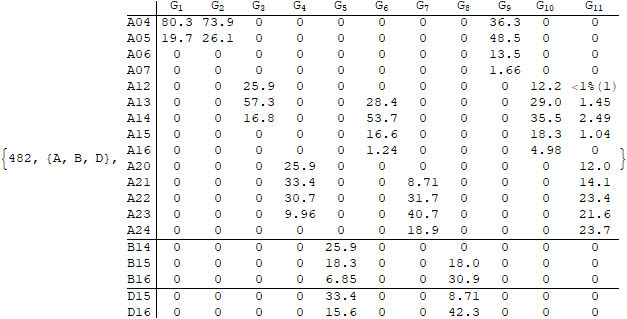 G1 G2 G3 G4 G5 G6 G7 G8 G9 G10 G11
A04 80.3 73.9 0 0 0 0 0 0 36.3 0 0
A05 19.7 26.1 0 0 0 0 0 0 48.5 0 0
A06 0 0 0 0 0 0 0 0 13.5 0 0
A07 0 0 0 0 0 0 0 0 1.66 0 0
A12 0 0 25.9 0 0 0 0 0 0 12.2 <1%(1)
A13 0 0 57.3 0 0 28.4 0 0 0 29.0 1.45
A14 0 0 16.8 0 0 53.7 0 0 0 35.5 2.49
A15 0 0 0 0 0 16.6 0 0 0 18.3 1.04
A16 0 0 0 0 0 1.24 0 0 0 4.98 0
{482, {A, B, D}, }
A20 0 0 0 25.9 0 0 0 0 0 0 12.0
A21 0 0 0 33.4 0 0 8.71 0 0 0 14.1
A22 0 0 0 30.7 0 0 31.7 0 0 0 23.4
A23 0 0 0 9.96 0 0 40.7 0 0 0 21.6
A24 0 0 0 0 0 0 18.9 0 0 0 23.7
B14 0 0 0 0 25.9 0 0 0 0 0 0
B15 0 0 0 0 18.3 0 0 18.0 0 0 0
B16 0 0 0 0 6.85 0 0 30.9 0 0 0
D15 0 0 0 0 33.4 0 0 8.71 0 0 0
D16 0 0 0 0 15.6 0 0 42.3 0 0 0